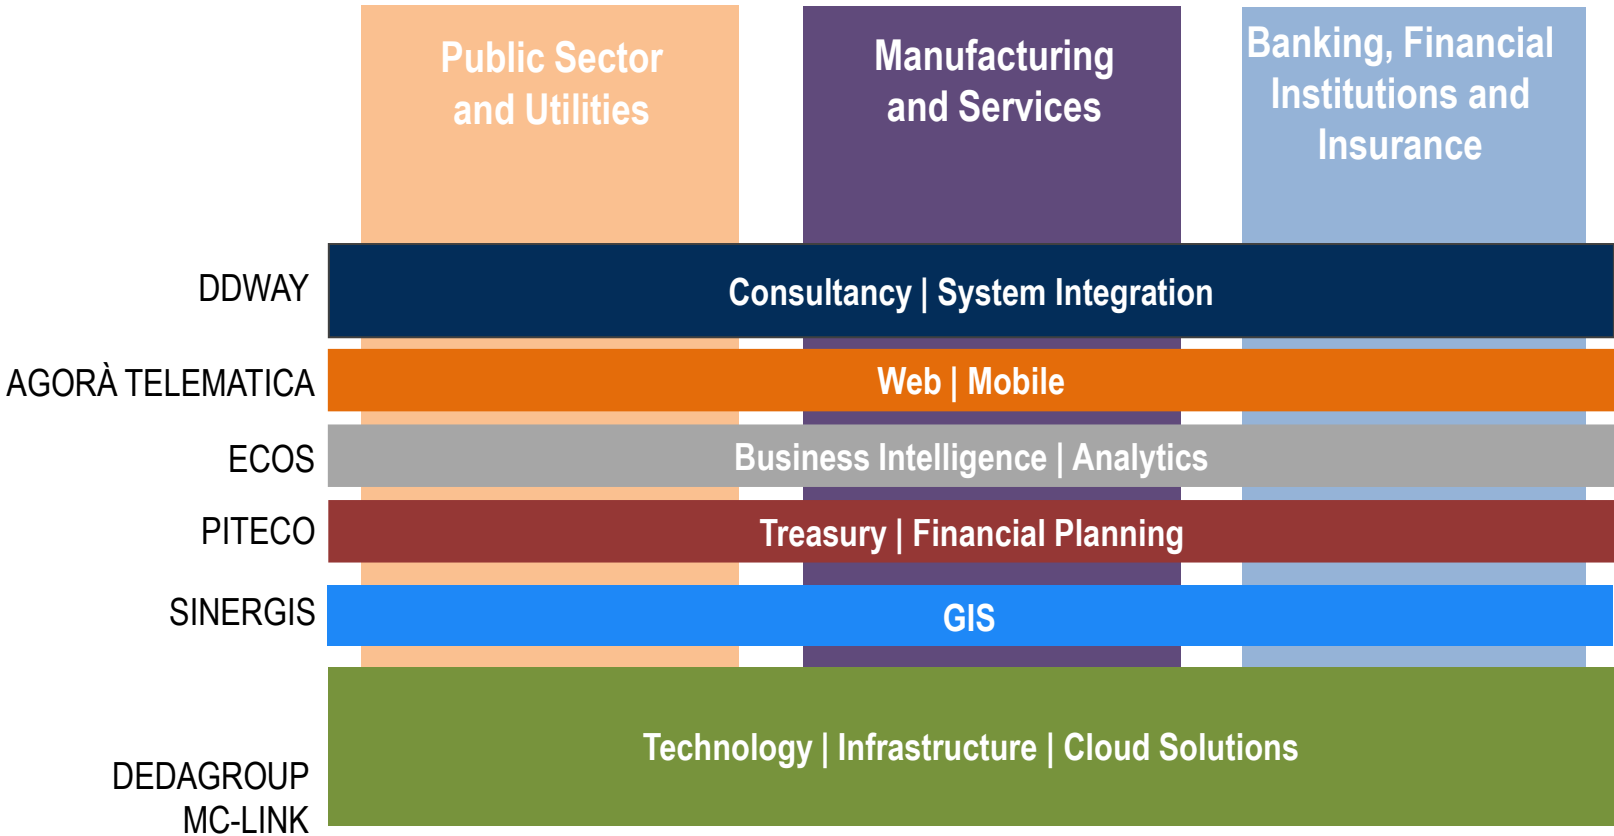 Public Sector
and Utilities
Manufacturing
and Services
Banking, Financial
Institutions and
Insurance
DDWAY
Consultancy | System Integration
AGORÀ TELEMATICA
Web | Mobile
ECOS
Business Intelligence | Analytics
PITECO
Treasury | Financial Planning
SINERGIS
GIS
Technology | Infrastructure | Cloud Solutions
DEDAGROUP
MC-LINK